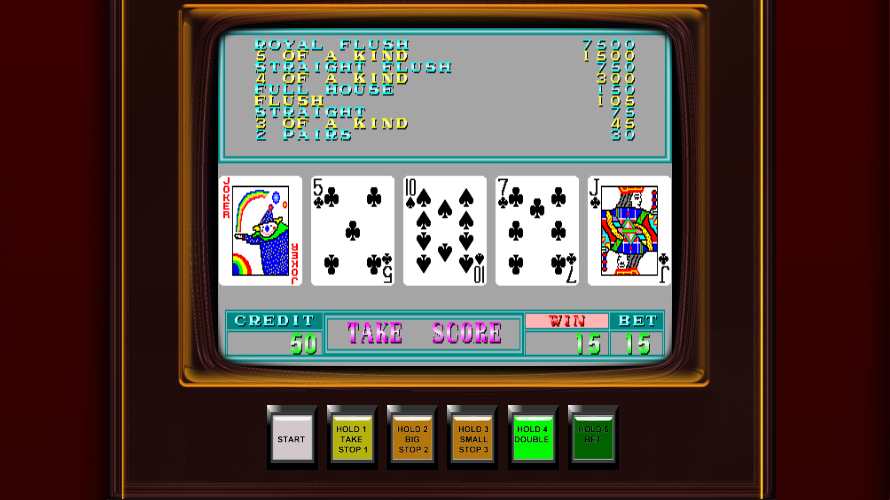 ROYAL FLUSH 7500
5 OF A KIND 1500
STRAIGHT FLUSH 750
4 OF A KIND 300
FULL HOUSE 150
FLUSH 105
STRAIGHT 75
3 OF A KIND 45
2 PAIRS 30
JOKER 5 10 7 J
JOKER 5 10 7 J
CREDIT TAKE SCORE WIN BET
50 15 15
START
HOLD 1 TAKE STOP 1
HOLD 2 BIG STOP 2
HOLD 3 SMALL STOP 3
HOLD 4 DOUBLE
HOLD 5 BET